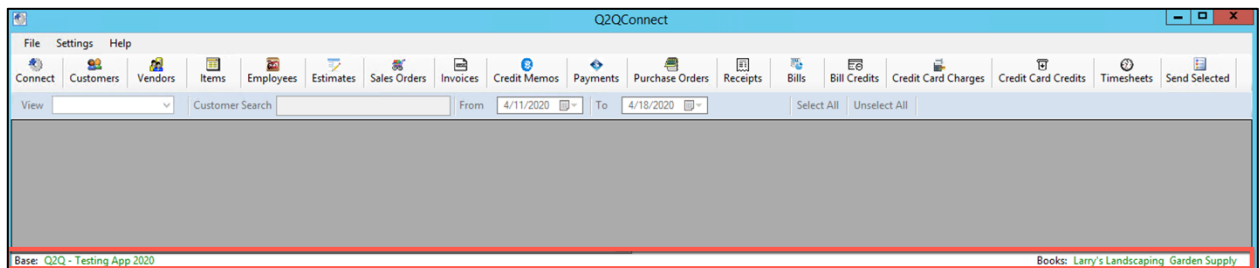 Q2QConnect
File Settings Help
Connect Customers Vendors Items Employees Estimates Sales Orders Invoices Credit Memos Payments Purchase Orders Receipts Bills Bill Credits Credit Card Charges Credit Card Credits Timesheets Send Selected
View Customer Search From 4/11/2020 To 4/18/2020 Select All Unselect All
Base: Q2Q - Testing App 2020 Books: Larry's Landscaping Garden Supply